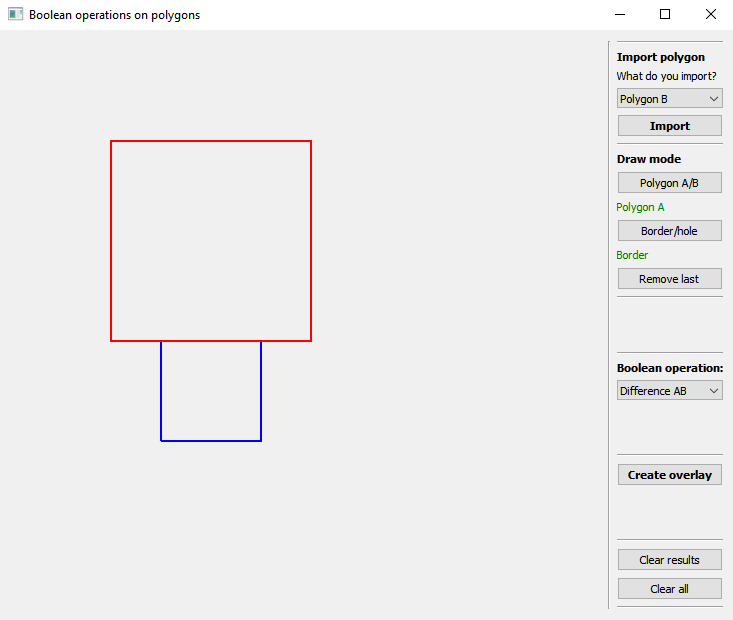 Boolean operations on polygons
Import polygon
What do you import?
Polygon B
Import
Draw mode
Polygon A/B
Polygon A
Border/hole
Border
Remove last
Boolean operation:
Difference AB
Create overlay
Clear results
Clear all